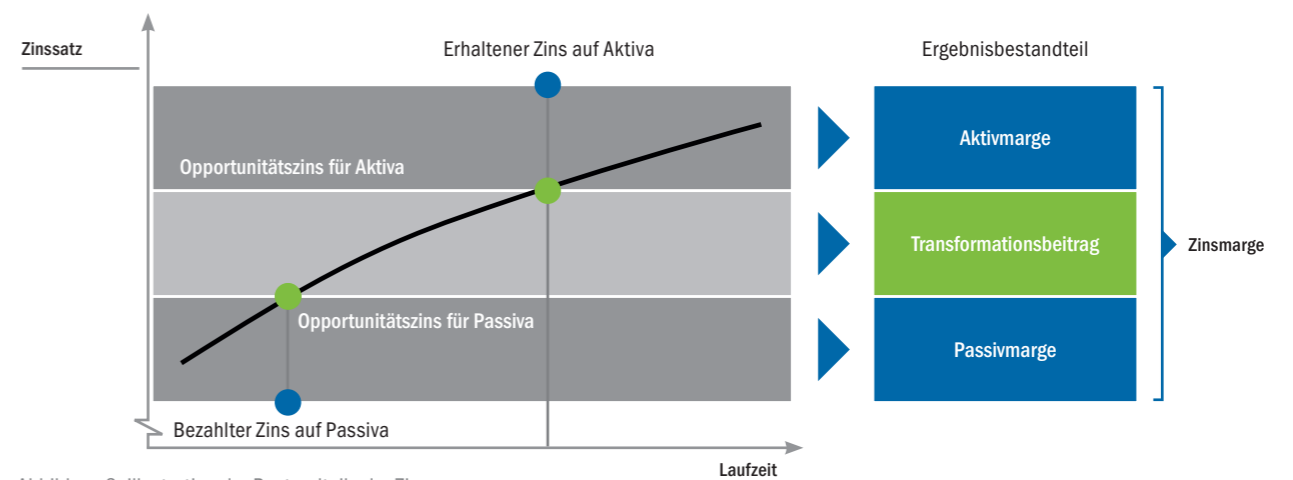 Zinssatz
Erhaltener Zins auf Aktiva
Ergebnisbestandteil
Opportunitätszins für Aktiva
Aktivmarge
Transformationsbeitrag
Zinsmarge
Opportunitätszins für Passiva
Passivmarge
Bezahlter Zins auf Passiva
Laufzeit